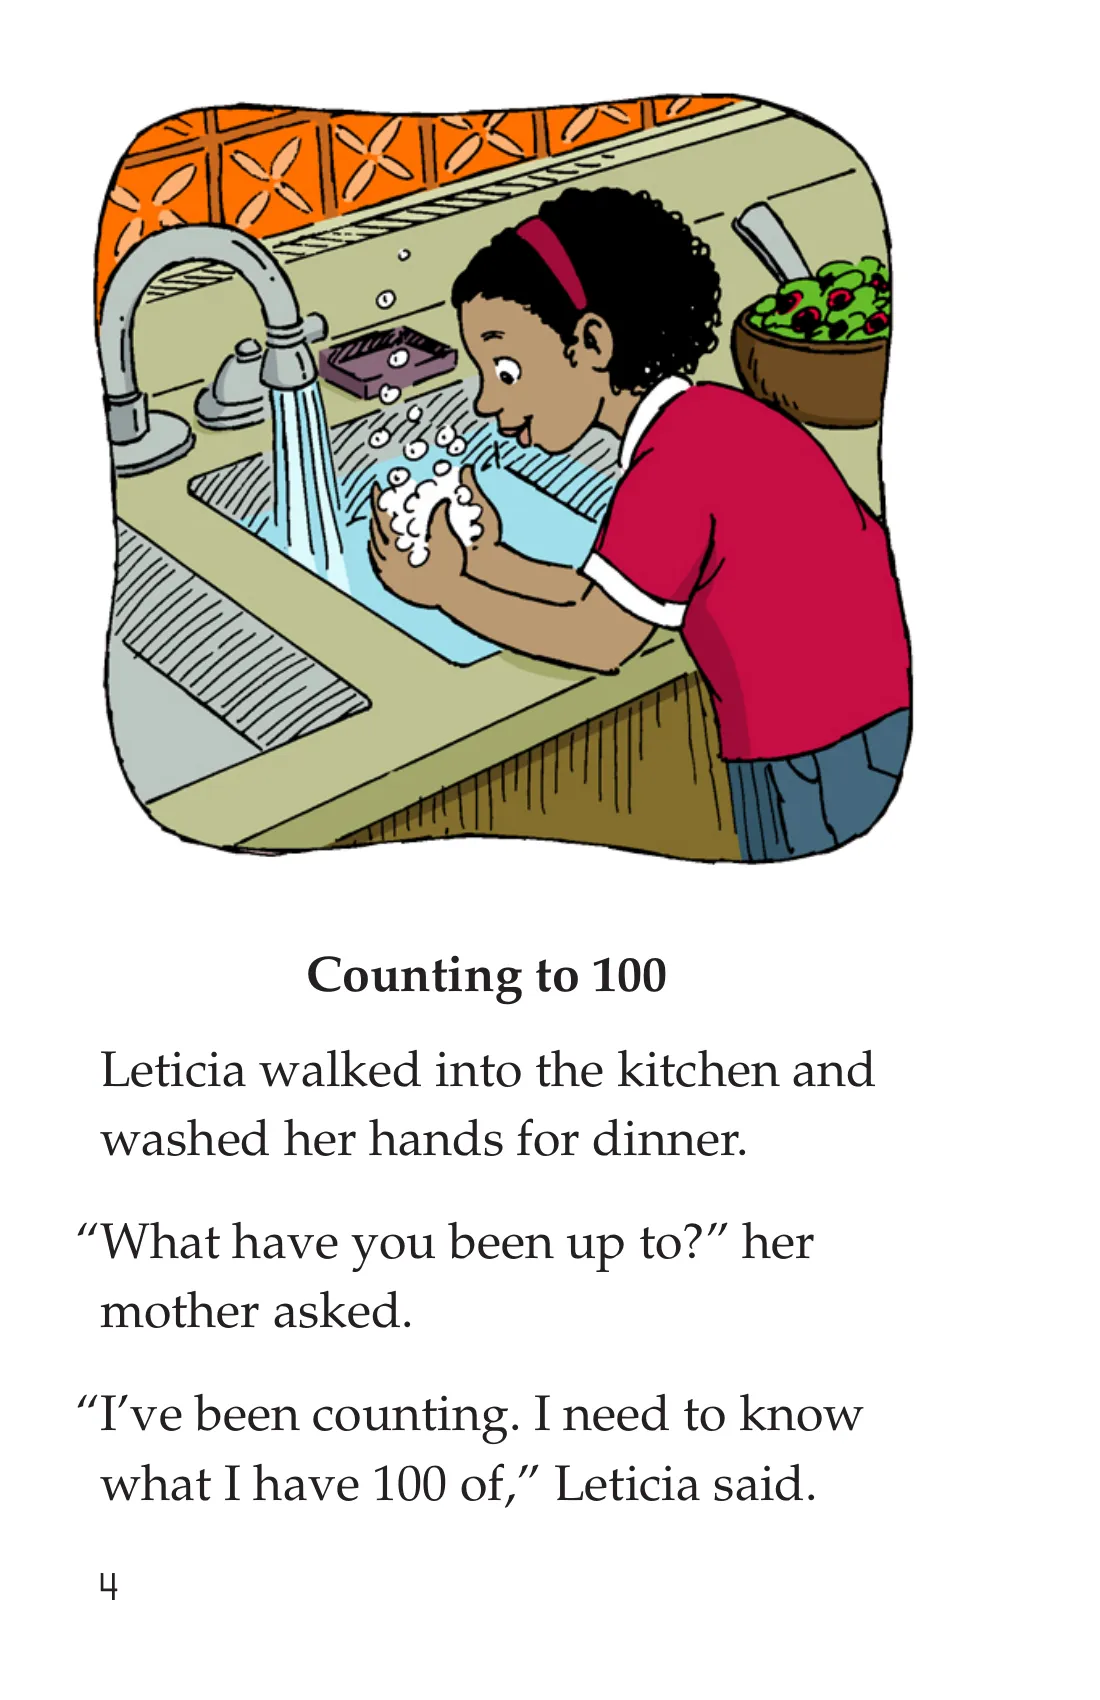 Counting to 100
Leticia walked into the kitchen and
washed her hands for dinner.
“What have you been up to?” her
mother asked.
“I’ve been counting. I need to know
what I have 100 of,” Leticia said.
4